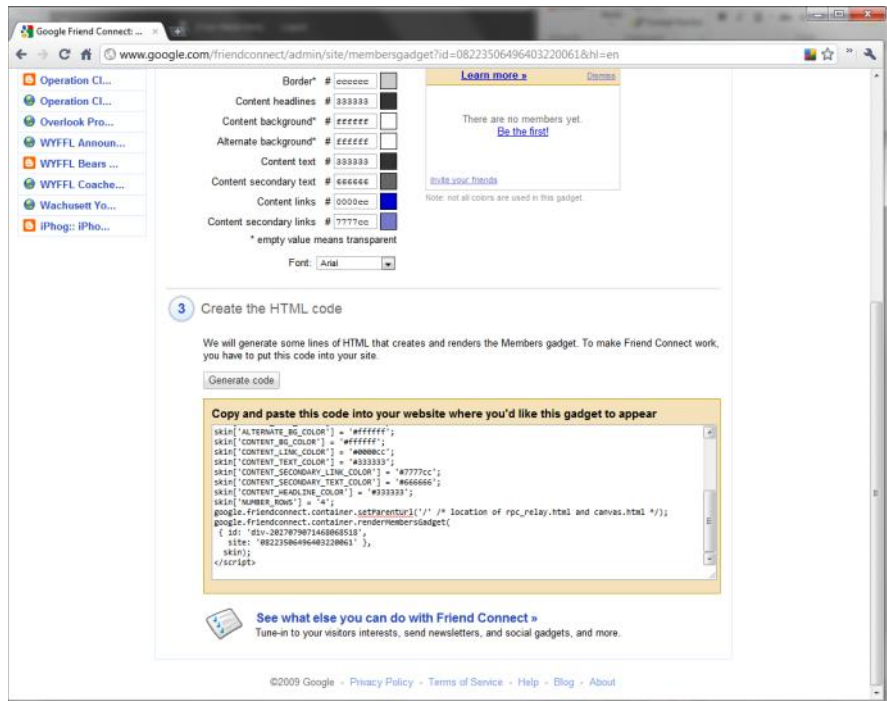 Google Friend Connect: ...
www.google.com/friendconnect/admin/site/membersgadget?id=08223506496403220061&hl=en
Operation Cl...
Operation Cl...
Overlook Pro...
WYFFL Announ...
WYFFL Bears ...
WYFFL Coache...
Wachusett Yo...
iPhog:: iPho...
Border* # cccccc
Content headlines # 333333
Content background* # ffffff
Alternate background* # ffffff
Content text # 333333
Content secondary text # 666666
Content links # 0000cc
Content secondary links # 7777cc
* empty value means transparent
Font: Arial
Learn more »
Dismiss
There are no members yet.
Be the first!
Invite your friends
Note: not all colors are used in this gadget.
3 Create the HTML code
We will generate some lines of HTML that creates and renders the Members gadget. To make Friend Connect work,
you have to put this code into your site.
Generate code
Copy and paste this code into your website where you'd like this gadget to appear
skin['ALTERNATE_BG_COLOR'] = '#ffffff';
skin['CONTENT_BG_COLOR'] = '#ffffff';
skin['CONTENT_LINK_COLOR'] = '#0000cc';
skin['CONTENT_TEXT_COLOR'] = '#333333';
skin['CONTENT_SECONDARY_LINK_COLOR'] = '#7777cc';
skin['CONTENT_SECONDARY_TEXT_COLOR'] = '#666666';
skin['CONTENT_HEADLINE_COLOR'] = '#333333';
skin['NUMBER_ROWS'] = '4';
google.friendconnect.container.setParentUrl('/' /* location of rpc_relay.html and canvas.html */);
google.friendconnect.container.renderMembersGadget(
{ id: 'div-2027079071468068518',
site: '08223506496403220061' },
skin);
</script>
See what else you can do with Friend Connect »
Tune-in to your visitors interests, send newsletters, and social gadgets, and more.
©2009 Google - Privacy Policy - Terms of Service - Help - Blog - About